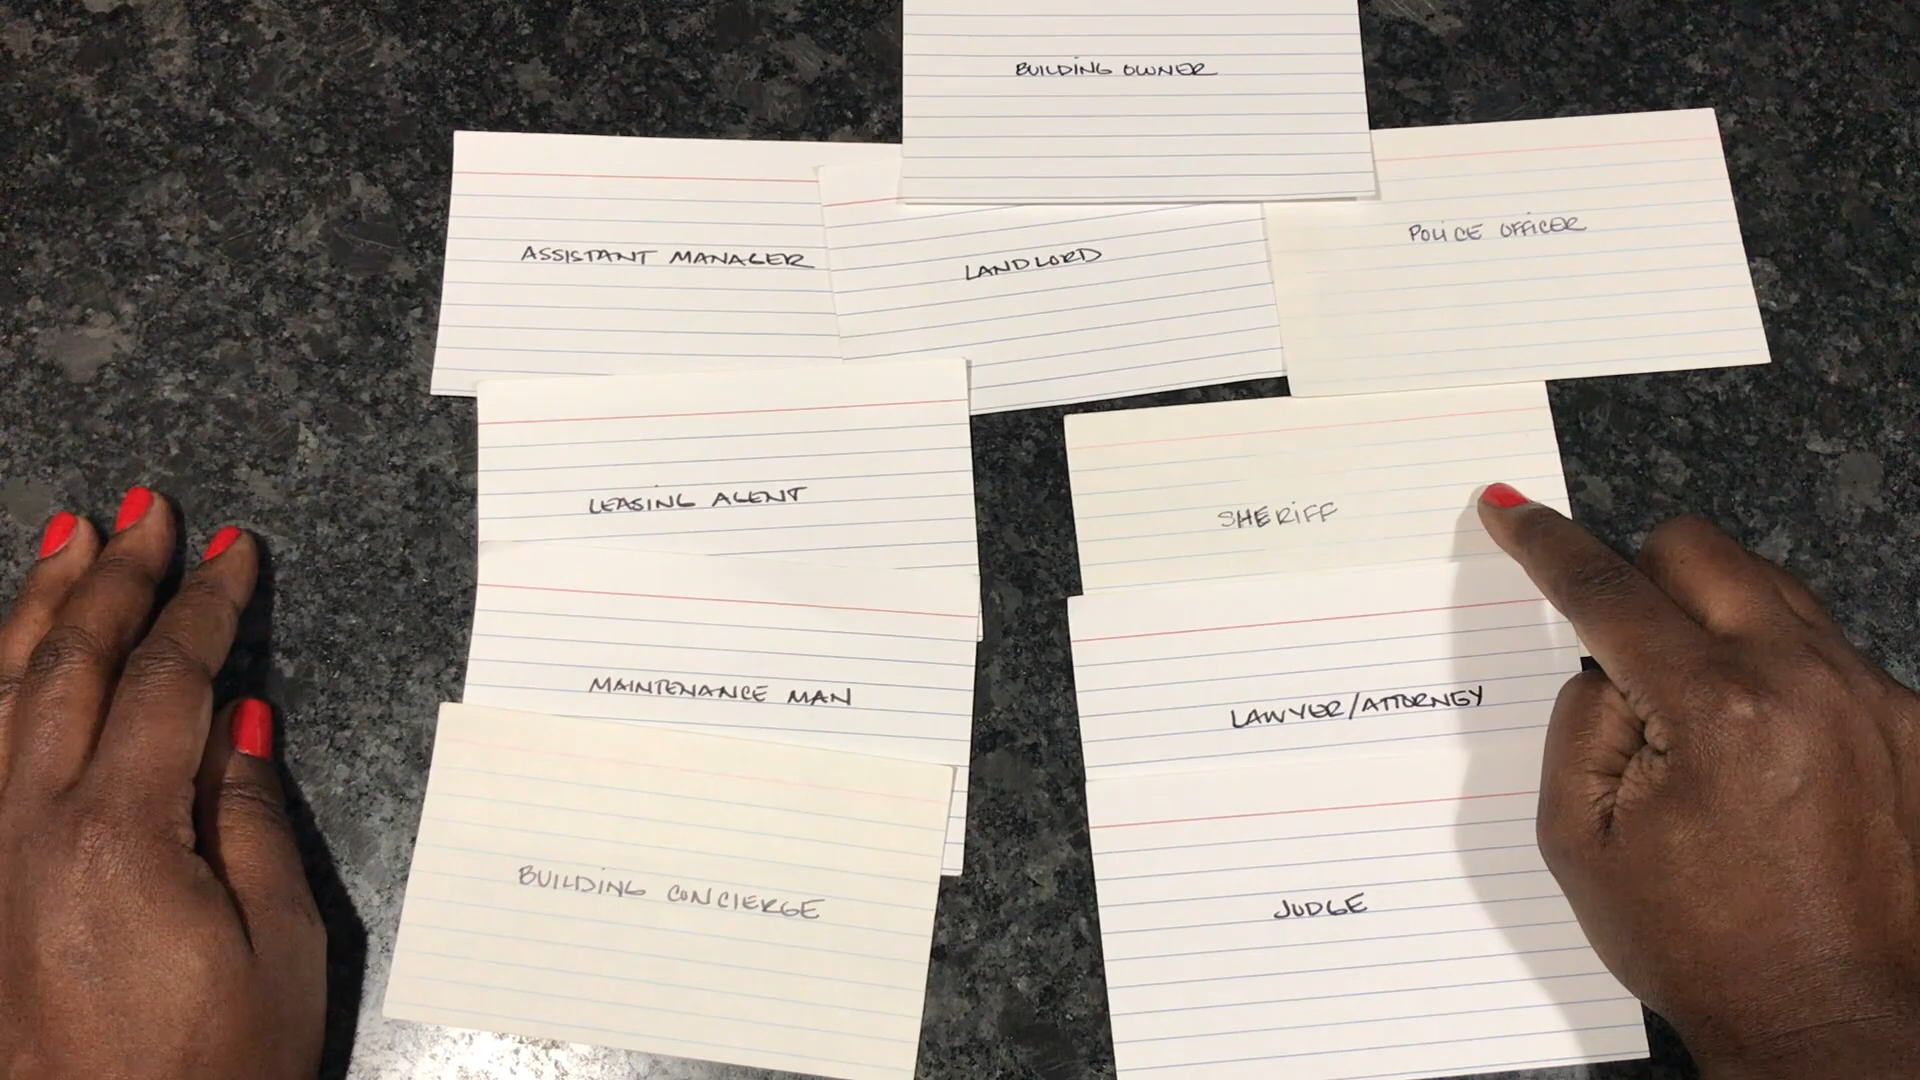 BUILDING OWNER
ASSISTANT MANAGER
LANDLORD
POLICE OFFICER
LEASING AGENT
SHERIFF
MAINTENANCE MAN
LAWYER/ATTORNEY
BUILDING CONCIERGE
JUDGE